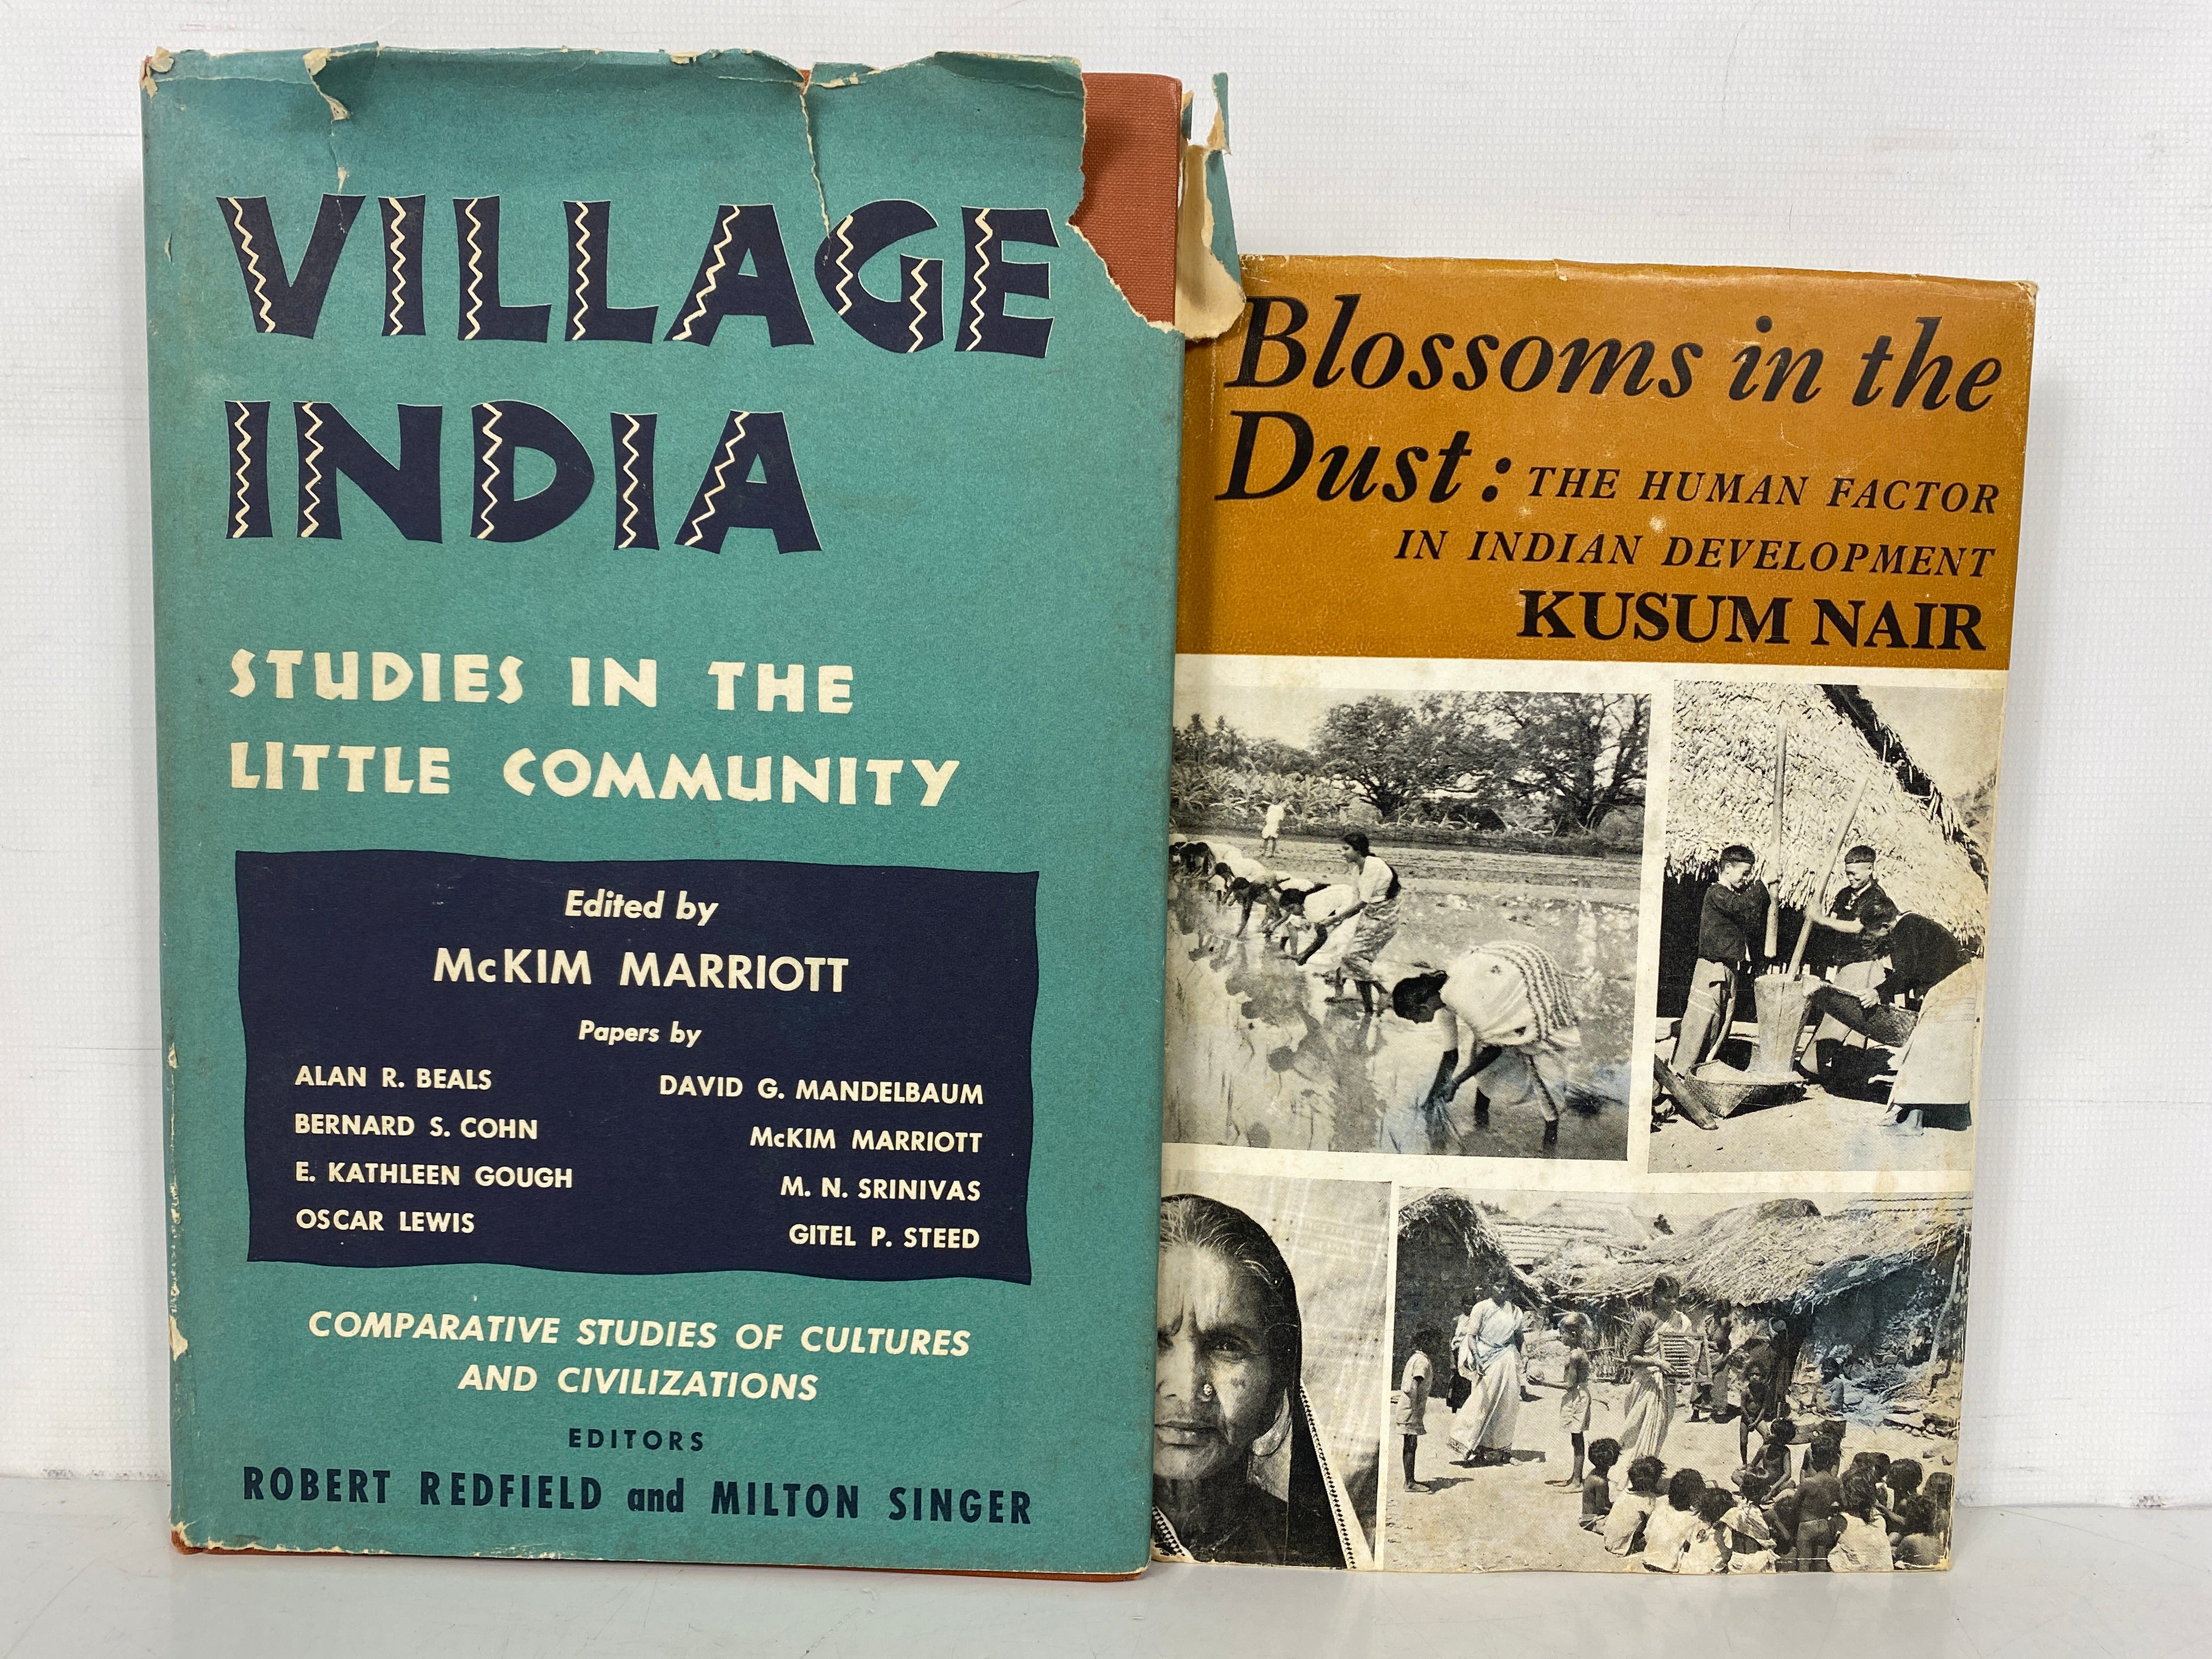 VILLAGE
INDIA
STUDIES IN THE
LITTLE COMMUNITY
Edited by
McKIM MARRIOTT
Papers by
ALAN R. BEALS
BERNARD S. COHN
E. KATHLEEN GOUGH
OSCAR LEWIS
DAVID G. MANDELBAUM
McKIM MARRIOTT
M. N. SRINIVAS
GITEL P. STEED
COMPARATIVE STUDIES OF CULTURES
AND CIVILIZATIONS
EDITORS
ROBERT REDFIELD and MILTON SINGER
Blossoms in the
Dust: THE HUMAN FACTOR
IN INDIAN DEVELOPMENT
KUSUM NAIR